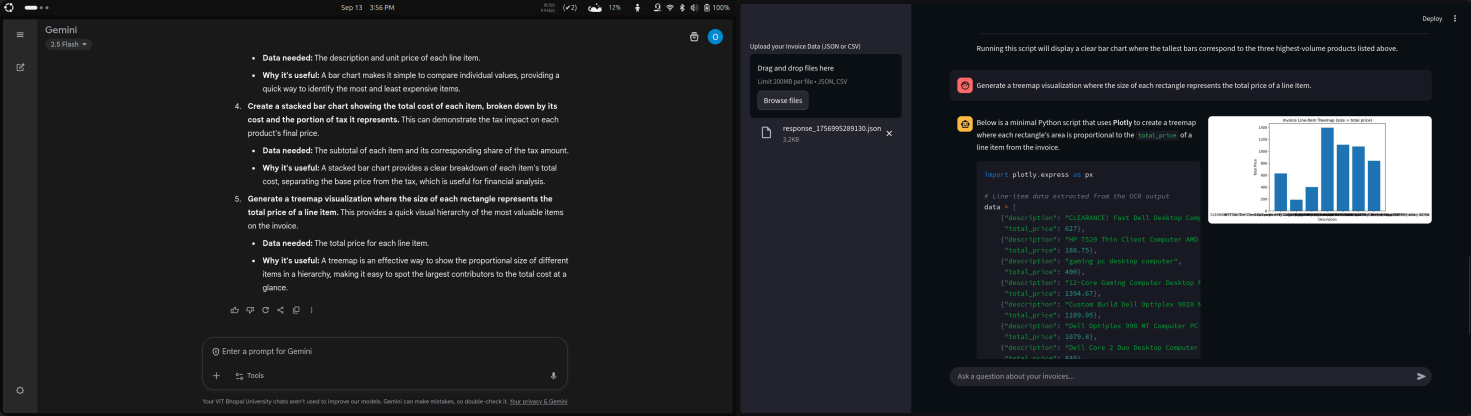 Sep 13 3:56 PM
(✔2)
12%
100%
Gemini
2.5 Flash
O
• Data needed: The description and unit price of each line item.
• Why it's useful: A bar chart makes it simple to compare individual values, providing a
quick way to identify the most and least expensive items.
4. Create a stacked bar chart showing the total cost of each item, broken down by its
cost and the portion of tax it represents. This can demonstrate the tax impact on each
product's final price.
• Data needed: The subtotal of each item and its corresponding share of the tax amount.
• Why it's useful: A stacked bar chart provides a clear breakdown of each item's total
cost, separating the base price from the tax, which is useful for financial analysis.
5. Generate a treemap visualization where the size of each rectangle represents the
total price of a line item. This provides a quick visual hierarchy of the most valuable items
on the invoice.
• Data needed: The total price for each line item.
• Why it's useful: A treemap is an effective way to show the proportional size of different
items in a hierarchy, making it easy to spot the largest contributors to the total cost at a
glance.
Enter a prompt for Gemini
Tools
Your VIT Bhopal University chats aren't used to improve our models. Gemini can make mistakes, so double-check it. Your privacy & Gemini
Upload your Invoice Data (JSON or CSV)
Drag and drop files here
Limit 200MB per file • JSON, CSV
Browse files
response_1756995289130.json
3.2KB
Deploy
Running this script will display a clear bar chart where the tallest bars correspond to the three highest-volume products listed above.
Generate a treemap visualization where the size of each rectangle represents the total price of a line item.
Below is a minimal Python script that uses Plotly to create a treemap
where each rectangle's area is proportional to the total_price of a
line item from the invoice.
import plotly.express as px
# Line-item data extracted from the OCR output
data = [
{"description": "CLEARANCE! Fast Dell Desktop Comp
"total_price": 627},
{"description": "HP T520 Thin Client Computer AMD
"total_price": 188.75},
{"description": "gaming pc desktop computer",
"total_price": 400},
{"description": "12-Core Gaming Computer Desktop P
"total_price": 1394.67},
{"description": "Custom Build Dell Optiplex 9020 M
"total_price": 1109.95},
{"description": "Dell Optiplex 990 MT Computer PC
"total_price": 1079.8},
{"description": "Dell Core 2 Duo Desktop Computer
"total_price": 840}
Invoice Line-Item Treemap (size = total price)
Total Price
1400
1200
1000
800
600
400
200
0
Description
Ask a question about your invoices...